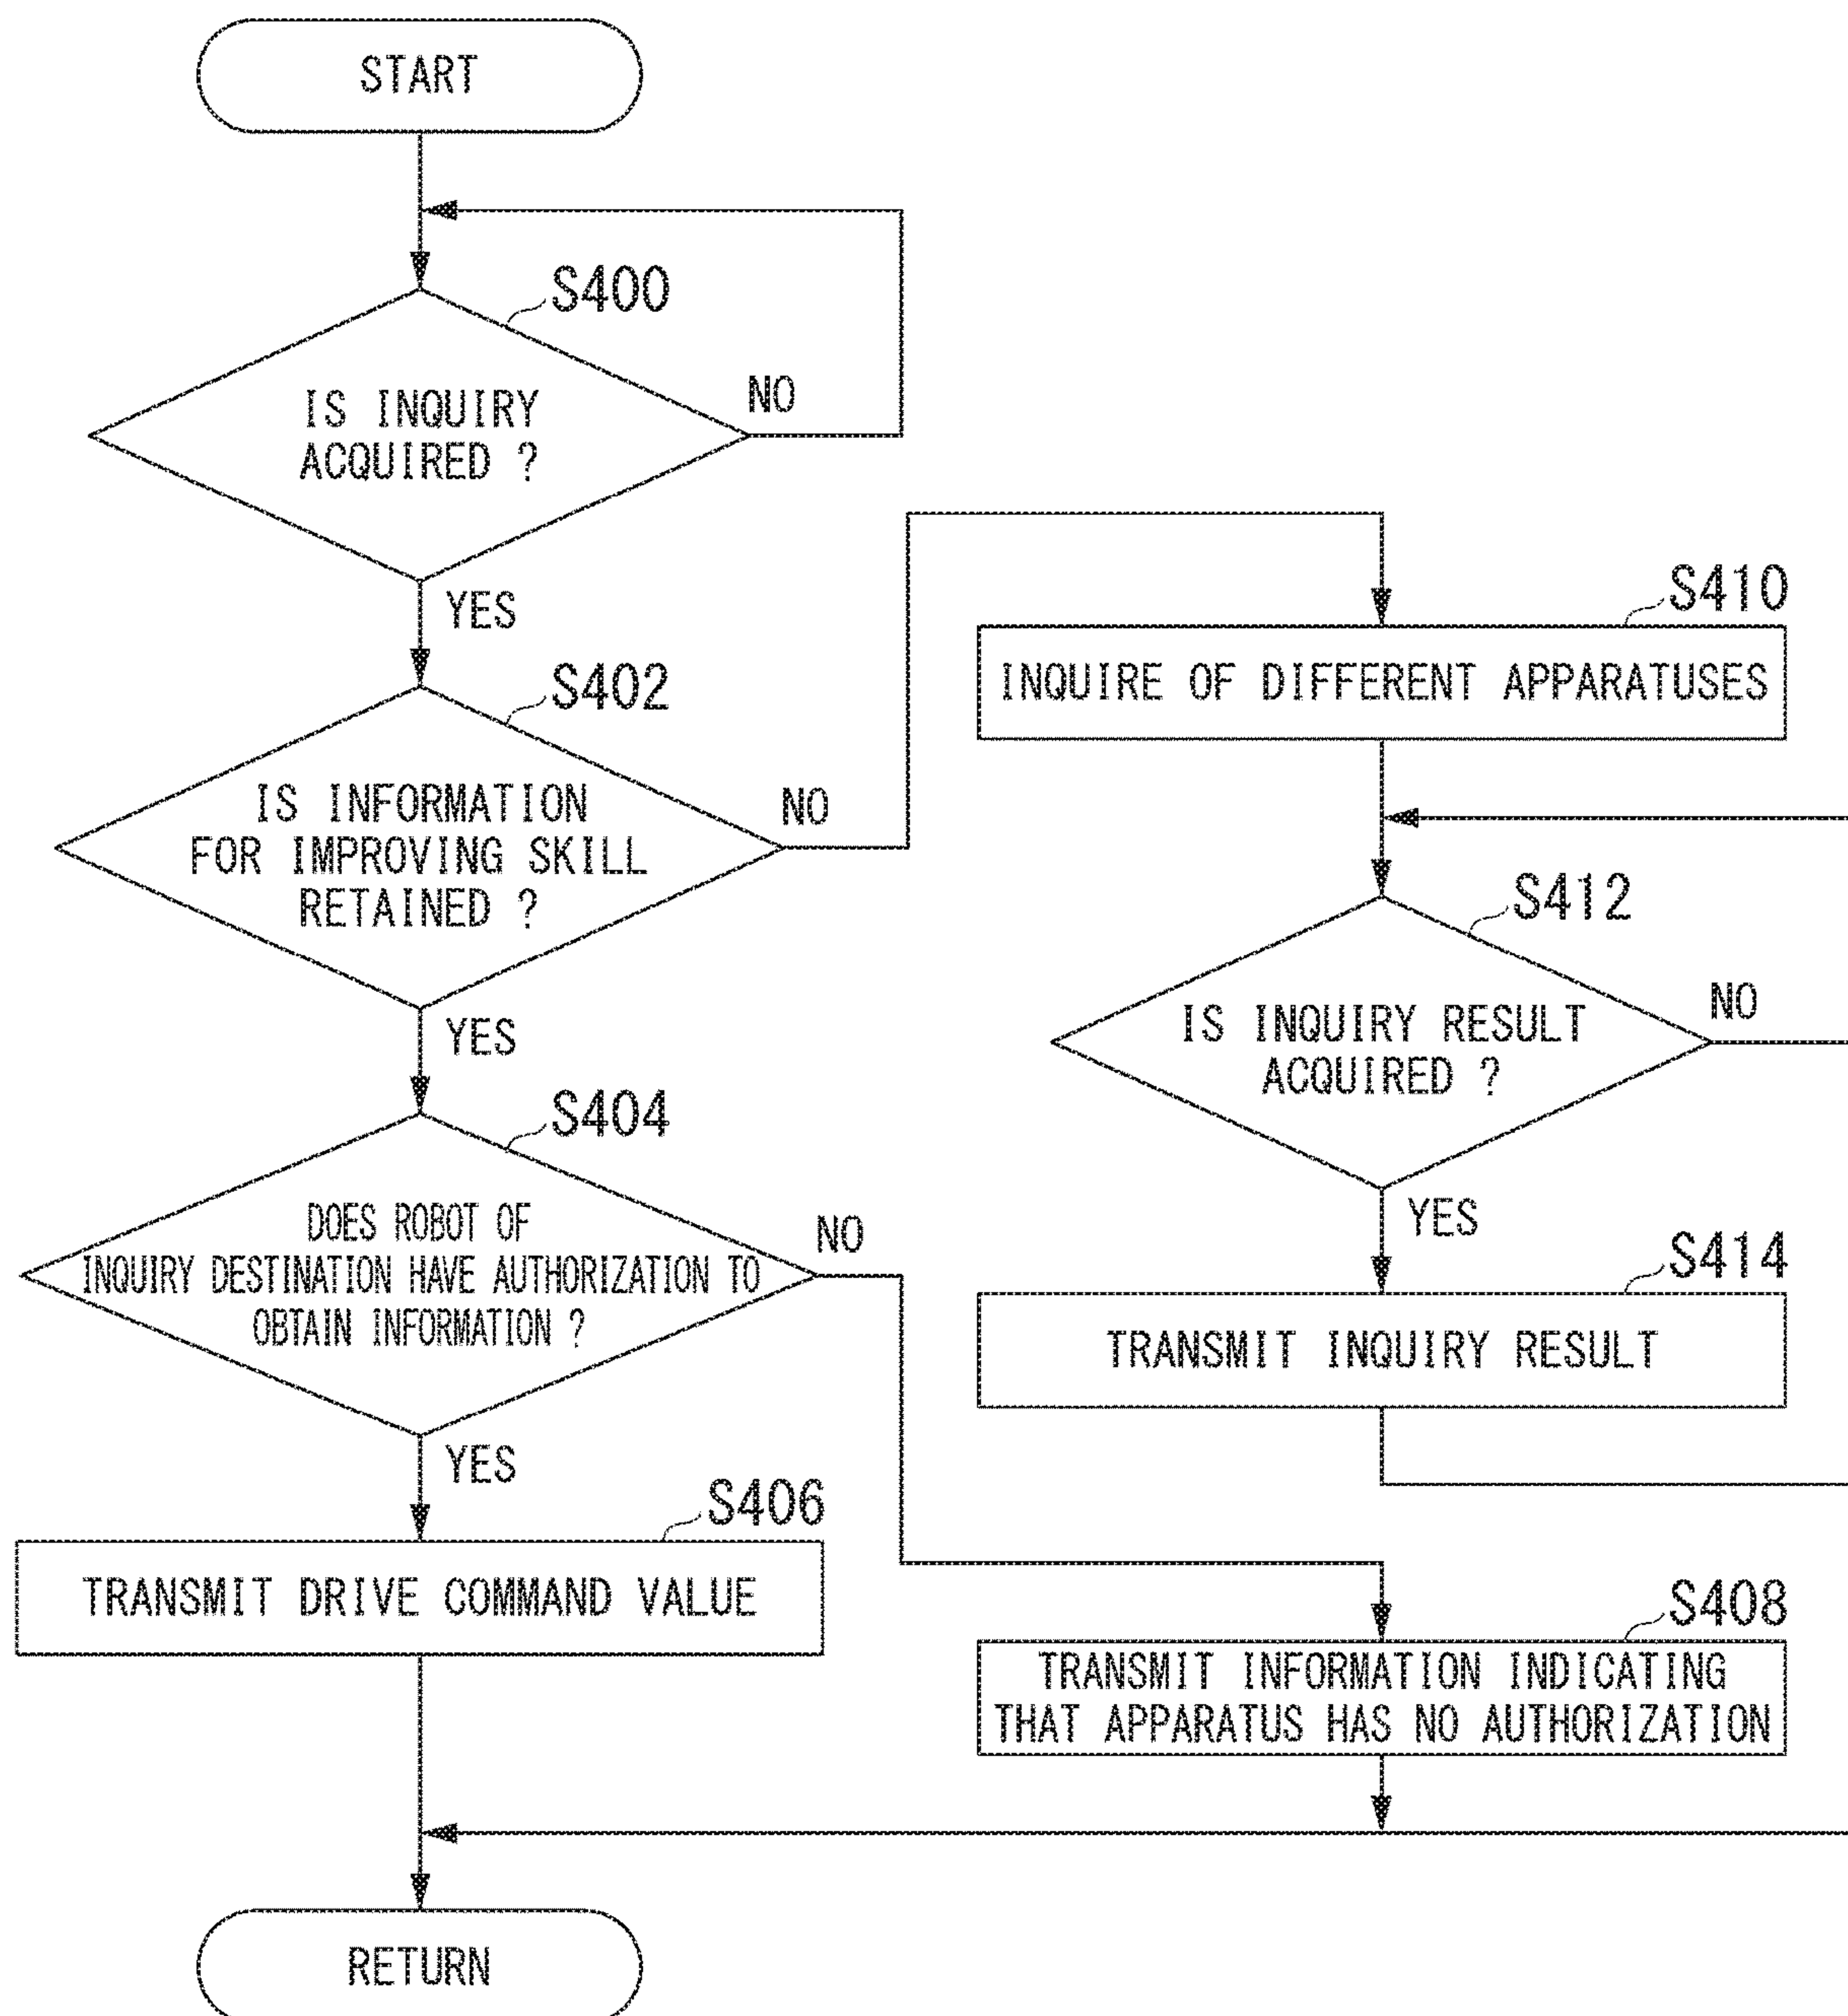 START
S400
IS INQUIRY
ACQUIRED ?
NO
YES
S402
IS INFORMATION
FOR IMPROVING SKILL
RETAINED ?
NO
YES
S404
DOES ROBOT OF
INQUIRY DESTINATION HAVE AUTHORIZATION TO
OBTAIN INFORMATION ?
NO
YES
S406
TRANSMIT DRIVE COMMAND VALUE
S410
INQUIRE OF DIFFERENT APPARATUSES
S412
IS INQUIRY RESULT
ACQUIRED ?
NO
YES
S414
TRANSMIT INQUIRY RESULT
S408
TRANSMIT INFORMATION INDICATING
THAT APPARATUS HAS NO AUTHORIZATION
RETURN